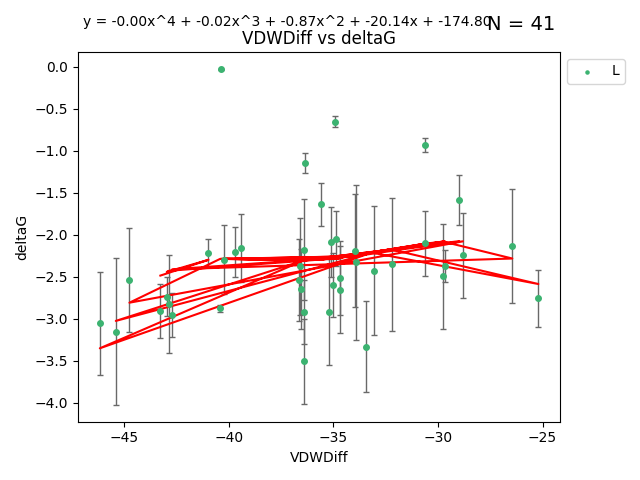 y = -0.00x^4 + -0.02x^3 + -0.87x^2 + -20.14x + -174.80
N = 41
VDWDiff vs deltaG
L
0.0
−0.5
−1.0
−1.5
−2.0
−2.5
−3.0
−3.5
−4.0
deltaG
−45 −40 −35 −30 −25
VDWDiff